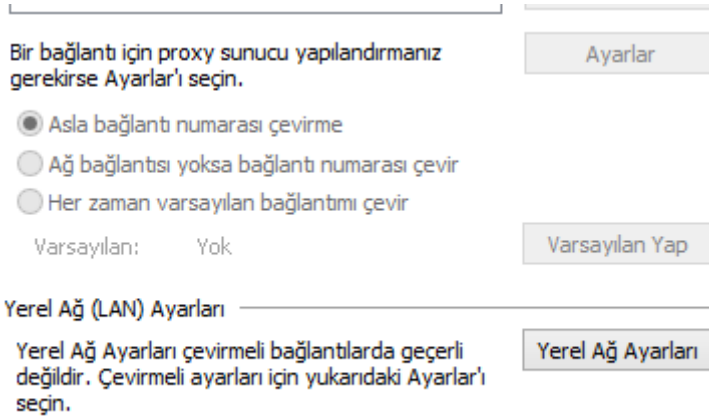 Bir bağlantı için proxy sunucu yapılandırmanız
gerekirse Ayarlar'ı seçin.
Ayarlar
Asla bağlantı numarası çevirme
Ağ bağlantısı yoksa bağlantı numarası çevir
Her zaman varsayılan bağlantımı çevir
Varsayılan: Yok
Varsayılan Yap
Yerel Ağ (LAN) Ayarları
Yerel Ağ Ayarları çevirmeli bağlantılarda geçerli
değildir. Çevirmeli ayarları için yukarıdaki Ayarlar'ı
seçin.
Yerel Ağ Ayarları